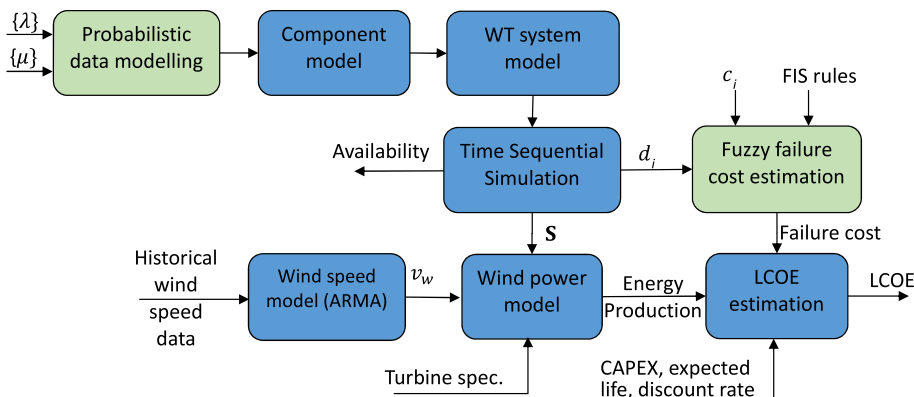 {λ}
{μ}
Probabilistic
data modelling
Component
model
WT system
model
c_i
FIS rules
Availability
Time Sequential
Simulation
d_i
Fuzzy failure
cost estimation
S
Failure cost
Historical
wind
speed
data
Wind speed
model (ARMA)
v_w
Wind power
model
Energy
Production
LCOE
estimation
LCOE
Turbine spec.
CAPEX, expected
life, discount rate